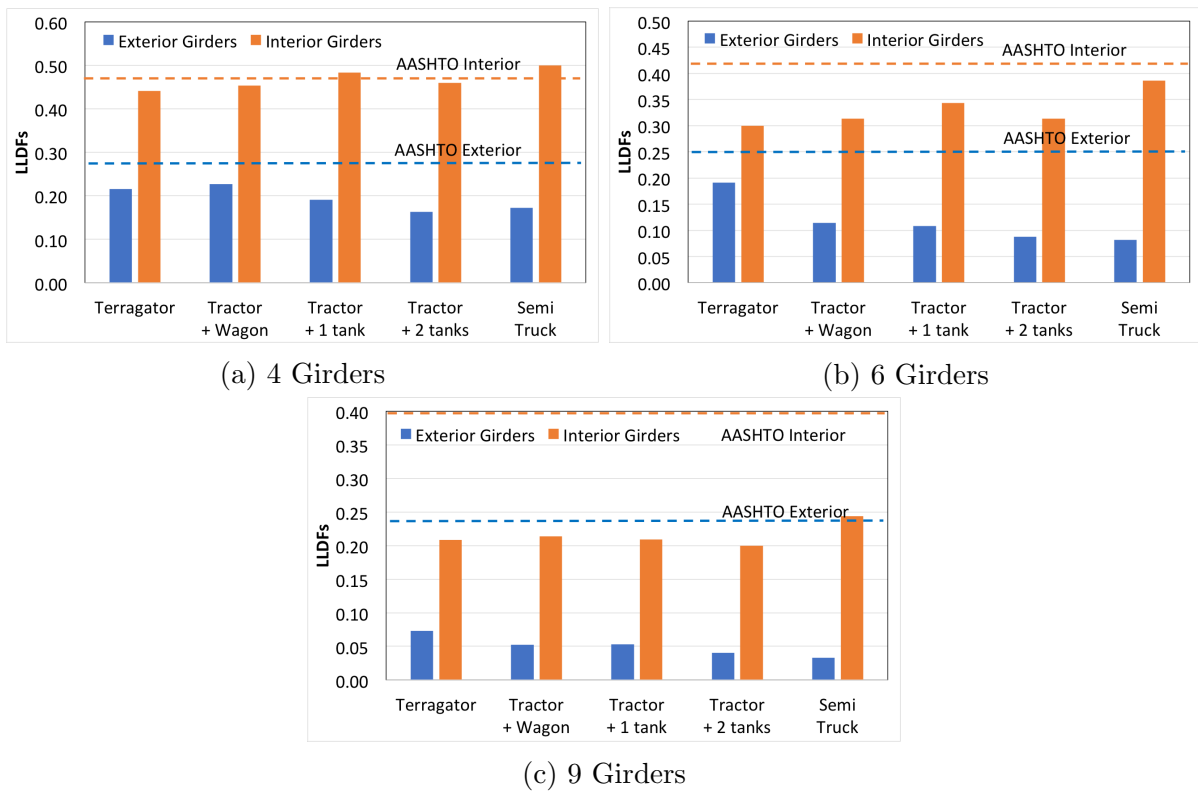 0.60
Exterior Girders Interior Girders
0.50
AASHTO Interior
0.40
0.30
AASHTO Exterior
0.20
0.10
0.00
LLDFs
Terragator Tractor Tractor Tractor Semi
+ Wagon + 1 tank + 2 tanks Truck
(a) 4 Girders
0.50
Exterior Girders Interior Girders
0.45
AASHTO Interior
0.40
0.35
0.30
AASHTO Exterior
0.25
0.20
0.15
0.10
0.05
0.00
LLDFs
Terragator Tractor Tractor Tractor Semi
+ Wagon + 1 tank + 2 tanks Truck
(b) 6 Girders
0.40
Exterior Girders Interior Girders AASHTO Interior
0.35
0.30
0.25
AASHTO Exterior
0.20
0.15
0.10
0.05
0.00
LLDFs
Terragator Tractor Tractor Tractor Semi
+ Wagon + 1 tank + 2 tanks Truck
(c) 9 Girders